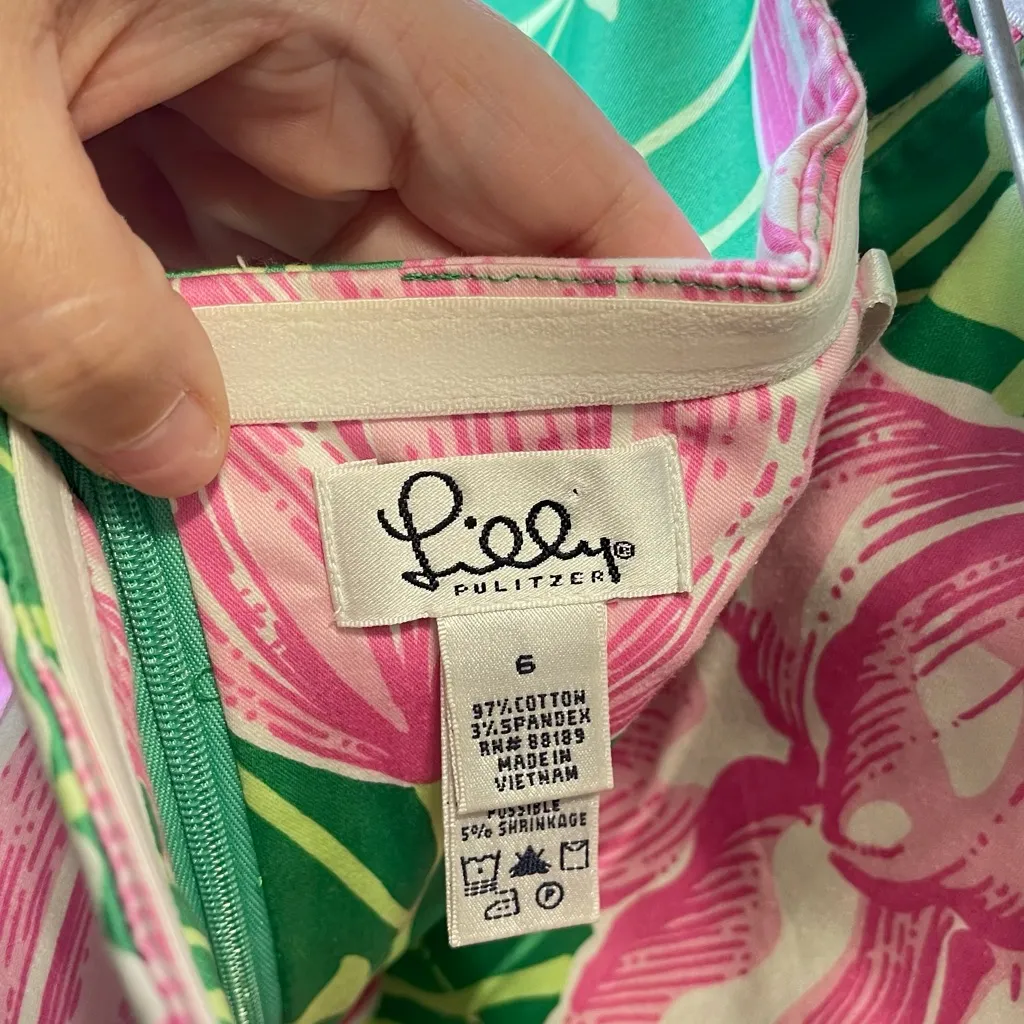 Lilly®
PULITZER
6
97% COTTON
3% SPANDEX
RN# 88189
MADE IN
VIETNAM
POSSIBLE
5% SHRINKAGE
P